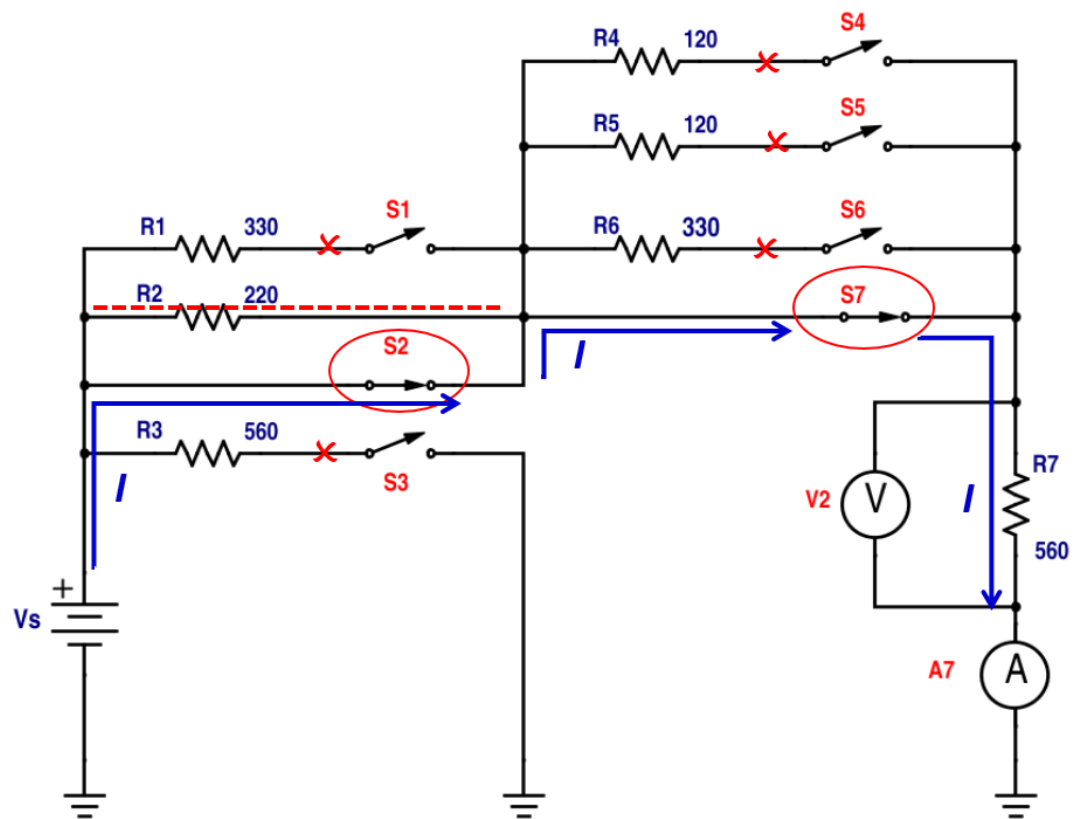 R4 120 S4
R5 120 S5
R1 330 S1 R6 330 S6
R2 220 S7
S2
I
R3 560 S3
R7
I V2 V I
560
+
Vs
A7 A